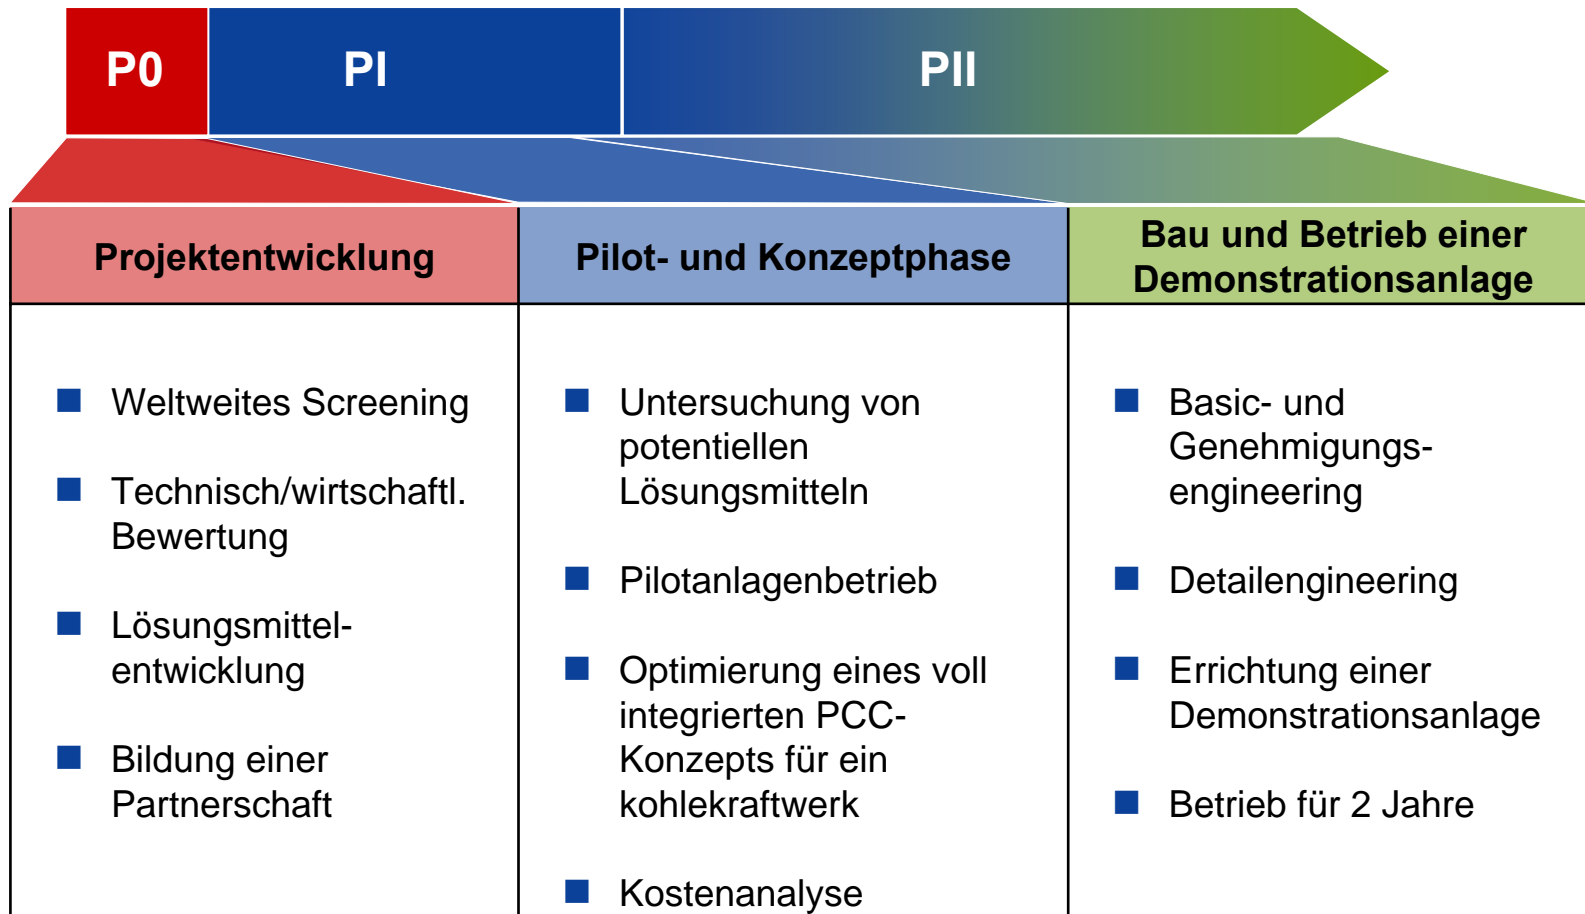 P0
PI
PII
Projektentwicklung
Weltweites Screening
Technisch/wirtschaftl.
Bewertung
Lösungsmittel-
entwicklung
Bildung einer
Partnerschaft
Pilot- und Konzeptphase
Untersuchung von
potentiellen
Lösungsmitteln
Pilotanlagenbetrieb
Optimierung eines voll
integrierten PCC-
Konzepts für ein
kohlekraftwerk
Kostenanalyse
Bau und Betrieb einer
Demonstrationsanlage
Basic- und
Genehmigungs-
engineering
Detailengineering
Errichtung einer
Demonstrationsanlage
Betrieb für 2 Jahre